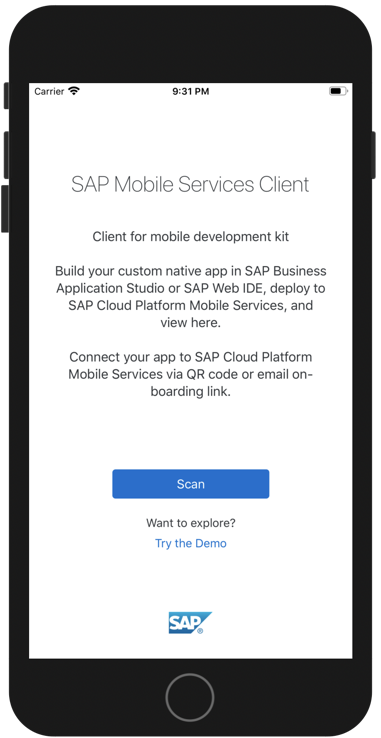 Carrier 9:31 PM
SAP Mobile Services Client
Client for mobile development kit
Build your custom native app in SAP Business
Application Studio or SAP Web IDE, deploy to
SAP Cloud Platform Mobile Services, and
view here.
Connect your app to SAP Cloud Platform
Mobile Services via QR code or email on-
boarding link.
Scan
Want to explore?
Try the Demo
SAP®